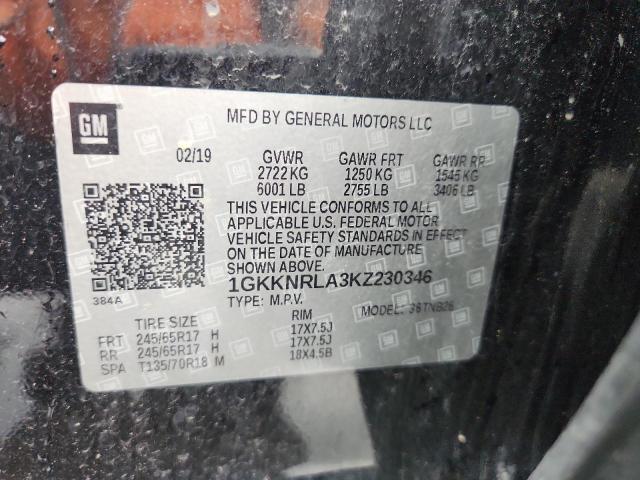 GM
MFD BY GENERAL MOTORS LLC
02/19 GVWR GAWR FRT GAWR RR
2722 KG 1250 KG 1545 KG
6001 LB 2755 LB 3406 LB
THIS VEHICLE CONFORMS TO ALL
APPLICABLE U.S. FEDERAL MOTOR
VEHICLE SAFETY STANDARDS IN EFFECT
ON THE DATE OF MANUFACTURE
SHOWN ABOVE.
384A
1GKKNRLA3KZ230346
TYPE: M.P.V. MODEL:
TIRE SIZE RIM
FRT 245/65R17 H 17X7.5J
RR 245/65R17 H 17X7.5J
SPA T135/70R18 M 18X4.5B